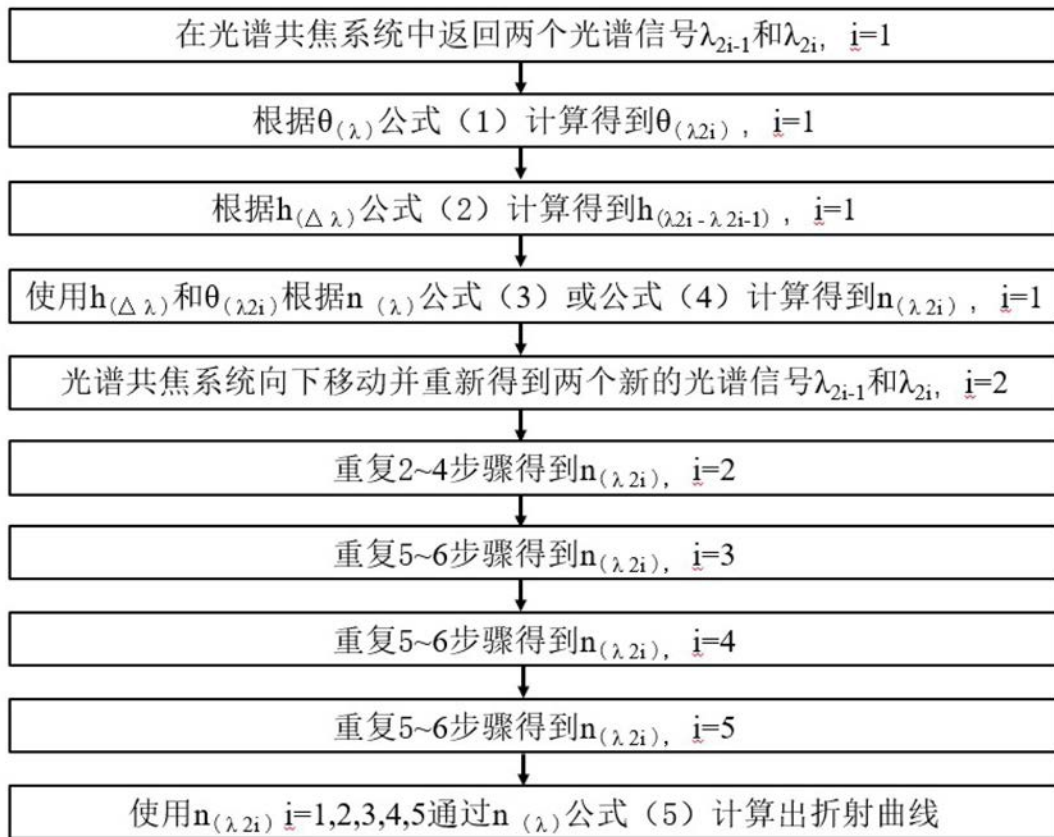 在光谱共焦系统中返回两个光谱信号λ2i-1和λ2i, i=1
根据θ(λ)公式（1）计算得到θ(λ2i), i=1
根据h(△λ)公式（2）计算得到h(λ2i-λ2i-1), i=1
使用h(△λ)和θ(λ2i)根据n (λ)公式（3）或公式（4）计算得到n(λ2i), i=1
光谱共焦系统向下移动并重新得到两个新的光谱信号λ2i-1和λ2i, i=2
重复2~4步骤得到n(λ2i), i=2
重复5~6步骤得到n(λ2i), i=3
重复5~6步骤得到n(λ2i), i=4
重复5~6步骤得到n(λ2i), i=5
使用n(λ2i) i=1,2,3,4,5通过n (λ)公式（5）计算出折射曲线